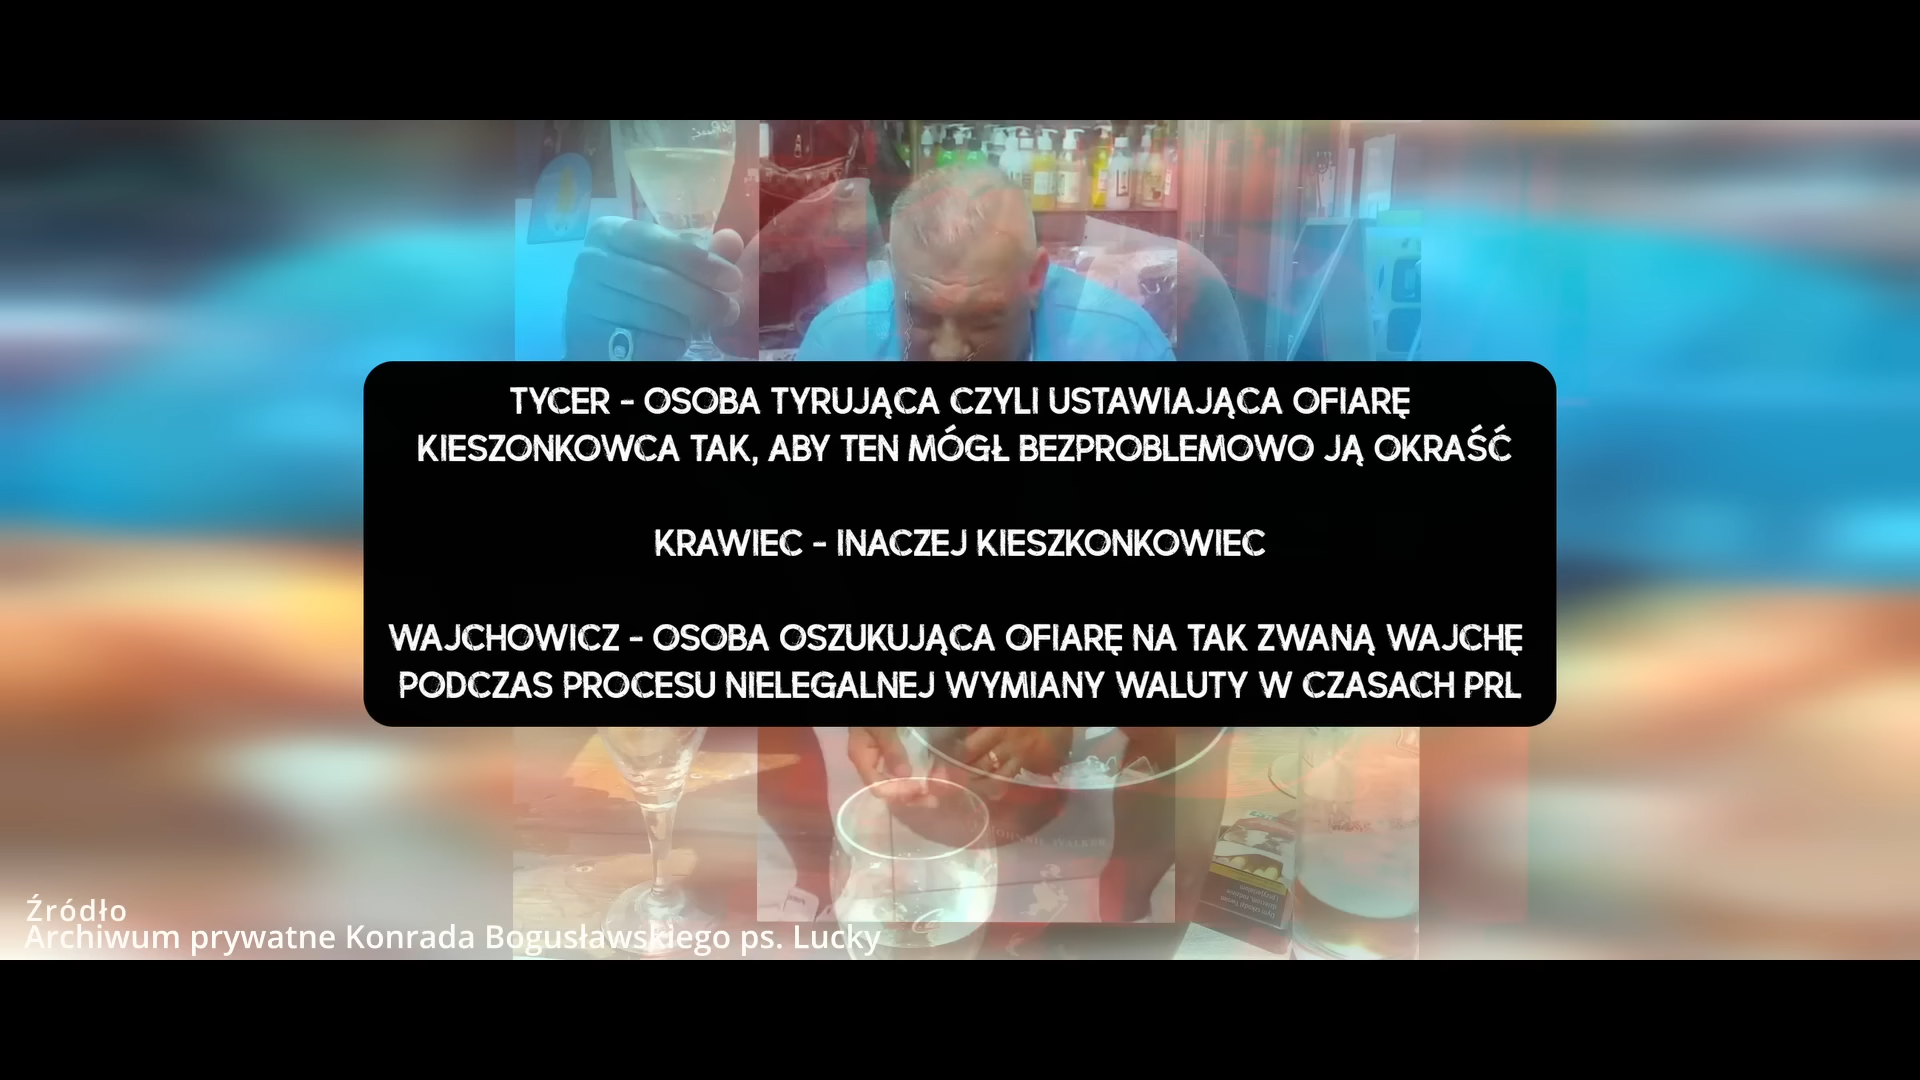 TYCER - OSOBA TYRUJĄCA CZYLI USTAWIAJĄCA OFIARĘ
KIESZONKOWCA TAK, ABY TEN MÓGŁ BEZPROBLEMOWO JĄ OKRAŚĆ
KRAWIEC - INACZEJ KIESZKONKOWIEC
WAJCHOWICZ - OSOBA OSZUKUJĄCA OFIARĘ NA TAK ZWANĄ WAJCHĘ
PODCZAS PROCESU NIELEGALNEJ WYMIANY WALUTY W CZASACH PRL
JOHNNIE WALKER
Źródło
Archiwum prywatne Konrada Bogusławskiego ps. Lucky